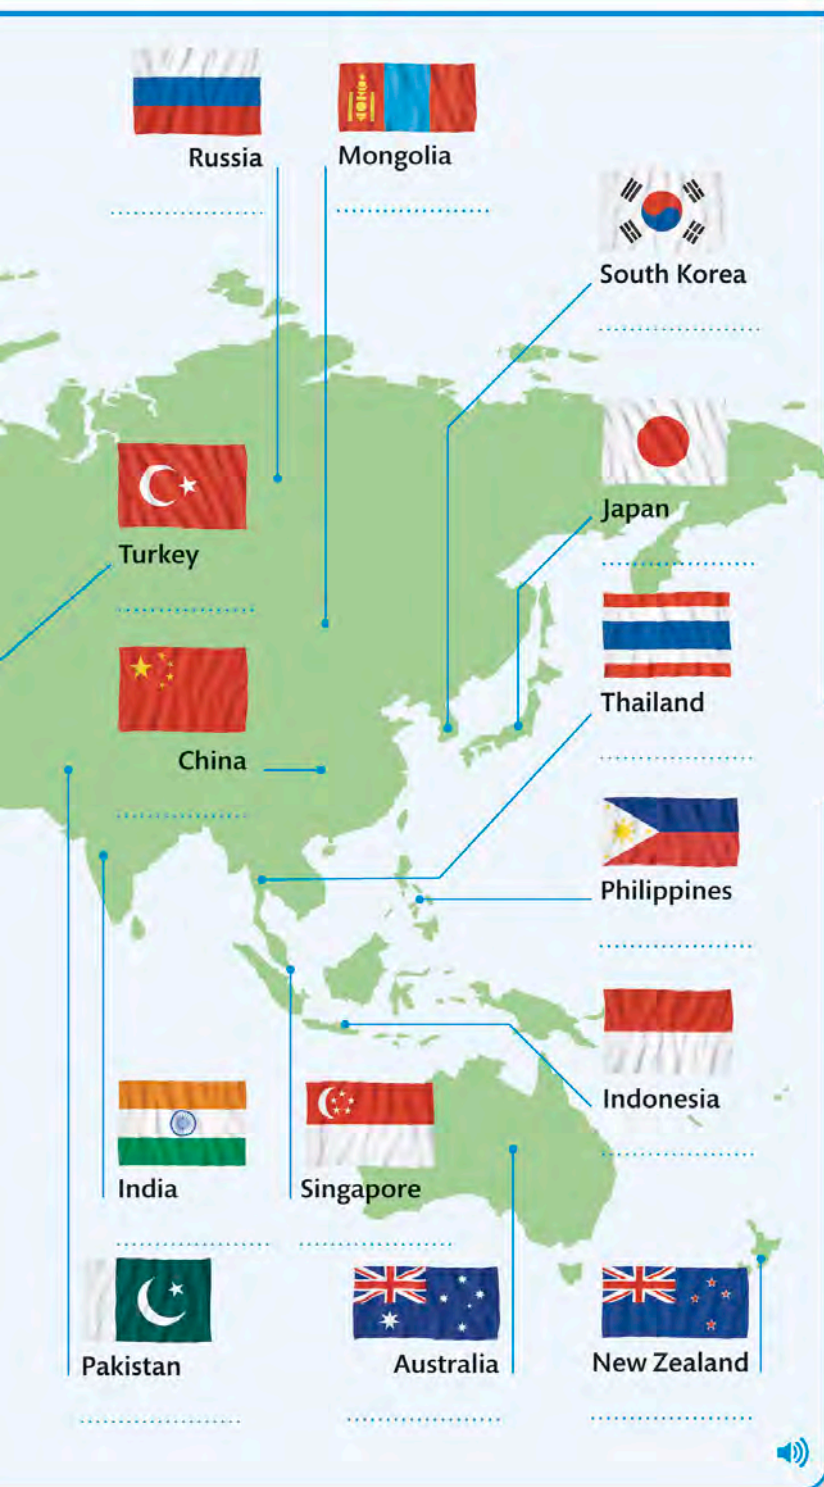 Russia
Mongolia
South Korea
Japan
Turkey
Thailand
China
Philippines
Indonesia
India
Singapore
Pakistan
Australia
New Zealand